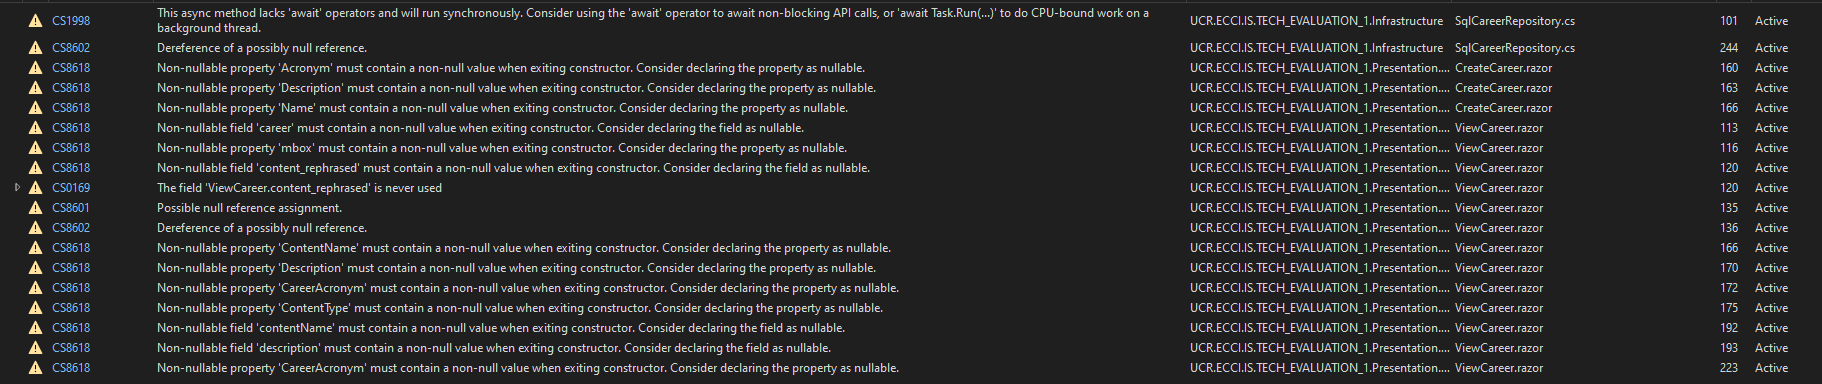 CS1998 This async method lacks 'await' operators and will run synchronously. Consider using the 'await' operator to await non-blocking API calls, or 'await Task.Run(...)' to do CPU-bound work on a
background thread. UCR.ECCI.IS.TECH_EVALUATION_1.Infrastructure SqlCareerRepository.cs 101 Active
CS8602 Dereference of a possibly null reference. UCR.ECCI.IS.TECH_EVALUATION_1.Infrastructure SqlCareerRepository.cs 244 Active
CS8618 Non-nullable property 'Acronym' must contain a non-null value when exiting constructor. Consider declaring the property as nullable. UCR.ECCI.IS.TECH_EVALUATION_1.Presentation.... CreateCareer.razor 160 Active
CS8618 Non-nullable property 'Description' must contain a non-null value when exiting constructor. Consider declaring the property as nullable. UCR.ECCI.IS.TECH_EVALUATION_1.Presentation.... CreateCareer.razor 163 Active
CS8618 Non-nullable property 'Name' must contain a non-null value when exiting constructor. Consider declaring the property as nullable. UCR.ECCI.IS.TECH_EVALUATION_1.Presentation.... CreateCareer.razor 166 Active
CS8618 Non-nullable field 'career' must contain a non-null value when exiting constructor. Consider declaring the field as nullable. UCR.ECCI.IS.TECH_EVALUATION_1.Presentation.... ViewCareer.razor 113 Active
CS8618 Non-nullable property 'mbox' must contain a non-null value when exiting constructor. Consider declaring the property as nullable. UCR.ECCI.IS.TECH_EVALUATION_1.Presentation.... ViewCareer.razor 116 Active
CS8618 Non-nullable field 'content_rephrased' must contain a non-null value when exiting constructor. Consider declaring the field as nullable. UCR.ECCI.IS.TECH_EVALUATION_1.Presentation.... ViewCareer.razor 120 Active
CS0169 The field 'ViewCareer.content_rephrased' is never used UCR.ECCI.IS.TECH_EVALUATION_1.Presentation.... ViewCareer.razor 120 Active
CS8601 Possible null reference assignment. UCR.ECCI.IS.TECH_EVALUATION_1.Presentation.... ViewCareer.razor 135 Active
CS8602 Dereference of a possibly null reference. UCR.ECCI.IS.TECH_EVALUATION_1.Presentation.... ViewCareer.razor 136 Active
CS8618 Non-nullable property 'ContentName' must contain a non-null value when exiting constructor. Consider declaring the property as nullable. UCR.ECCI.IS.TECH_EVALUATION_1.Presentation.... ViewCareer.razor 166 Active
CS8618 Non-nullable property 'Description' must contain a non-null value when exiting constructor. Consider declaring the property as nullable. UCR.ECCI.IS.TECH_EVALUATION_1.Presentation.... ViewCareer.razor 170 Active
CS8618 Non-nullable property 'CareerAcronym' must contain a non-null value when exiting constructor. Consider declaring the property as nullable. UCR.ECCI.IS.TECH_EVALUATION_1.Presentation.... ViewCareer.razor 172 Active
CS8618 Non-nullable property 'ContentType' must contain a non-null value when exiting constructor. Consider declaring the property as nullable. UCR.ECCI.IS.TECH_EVALUATION_1.Presentation.... ViewCareer.razor 175 Active
CS8618 Non-nullable field 'contentName' must contain a non-null value when exiting constructor. Consider declaring the field as nullable. UCR.ECCI.IS.TECH_EVALUATION_1.Presentation.... ViewCareer.razor 192 Active
CS8618 Non-nullable field 'description' must contain a non-null value when exiting constructor. Consider declaring the field as nullable. UCR.ECCI.IS.TECH_EVALUATION_1.Presentation.... ViewCareer.razor 193 Active
CS8618 Non-nullable property 'CareerAcronym' must contain a non-null value when exiting constructor. Consider declaring the property as nullable. UCR.ECCI.IS.TECH_EVALUATION_1.Presentation.... ViewCareer.razor 223 Active